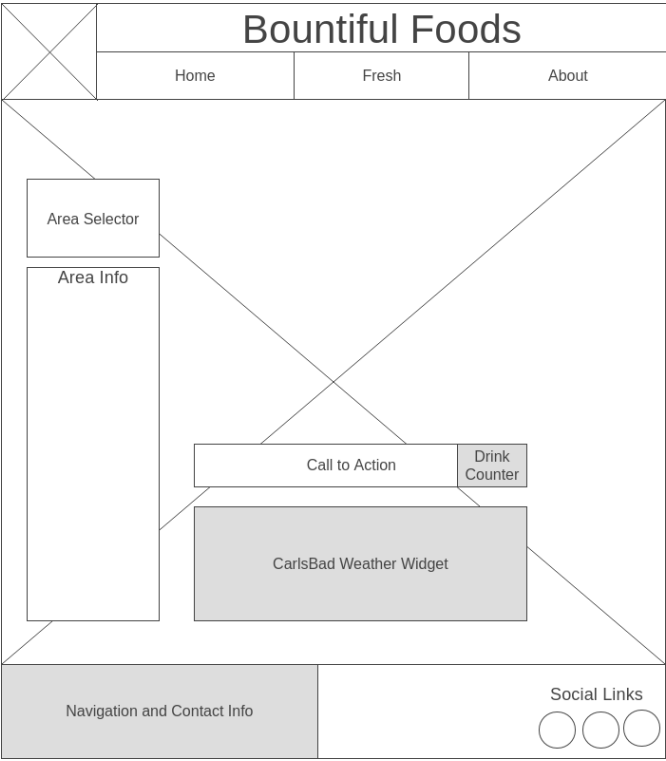 Bountiful Foods
Home
Fresh
About
Area Selector
Area Info
Call to Action
Drink
Counter
CarlsBad Weather Widget
Navigation and Contact Info
Social Links